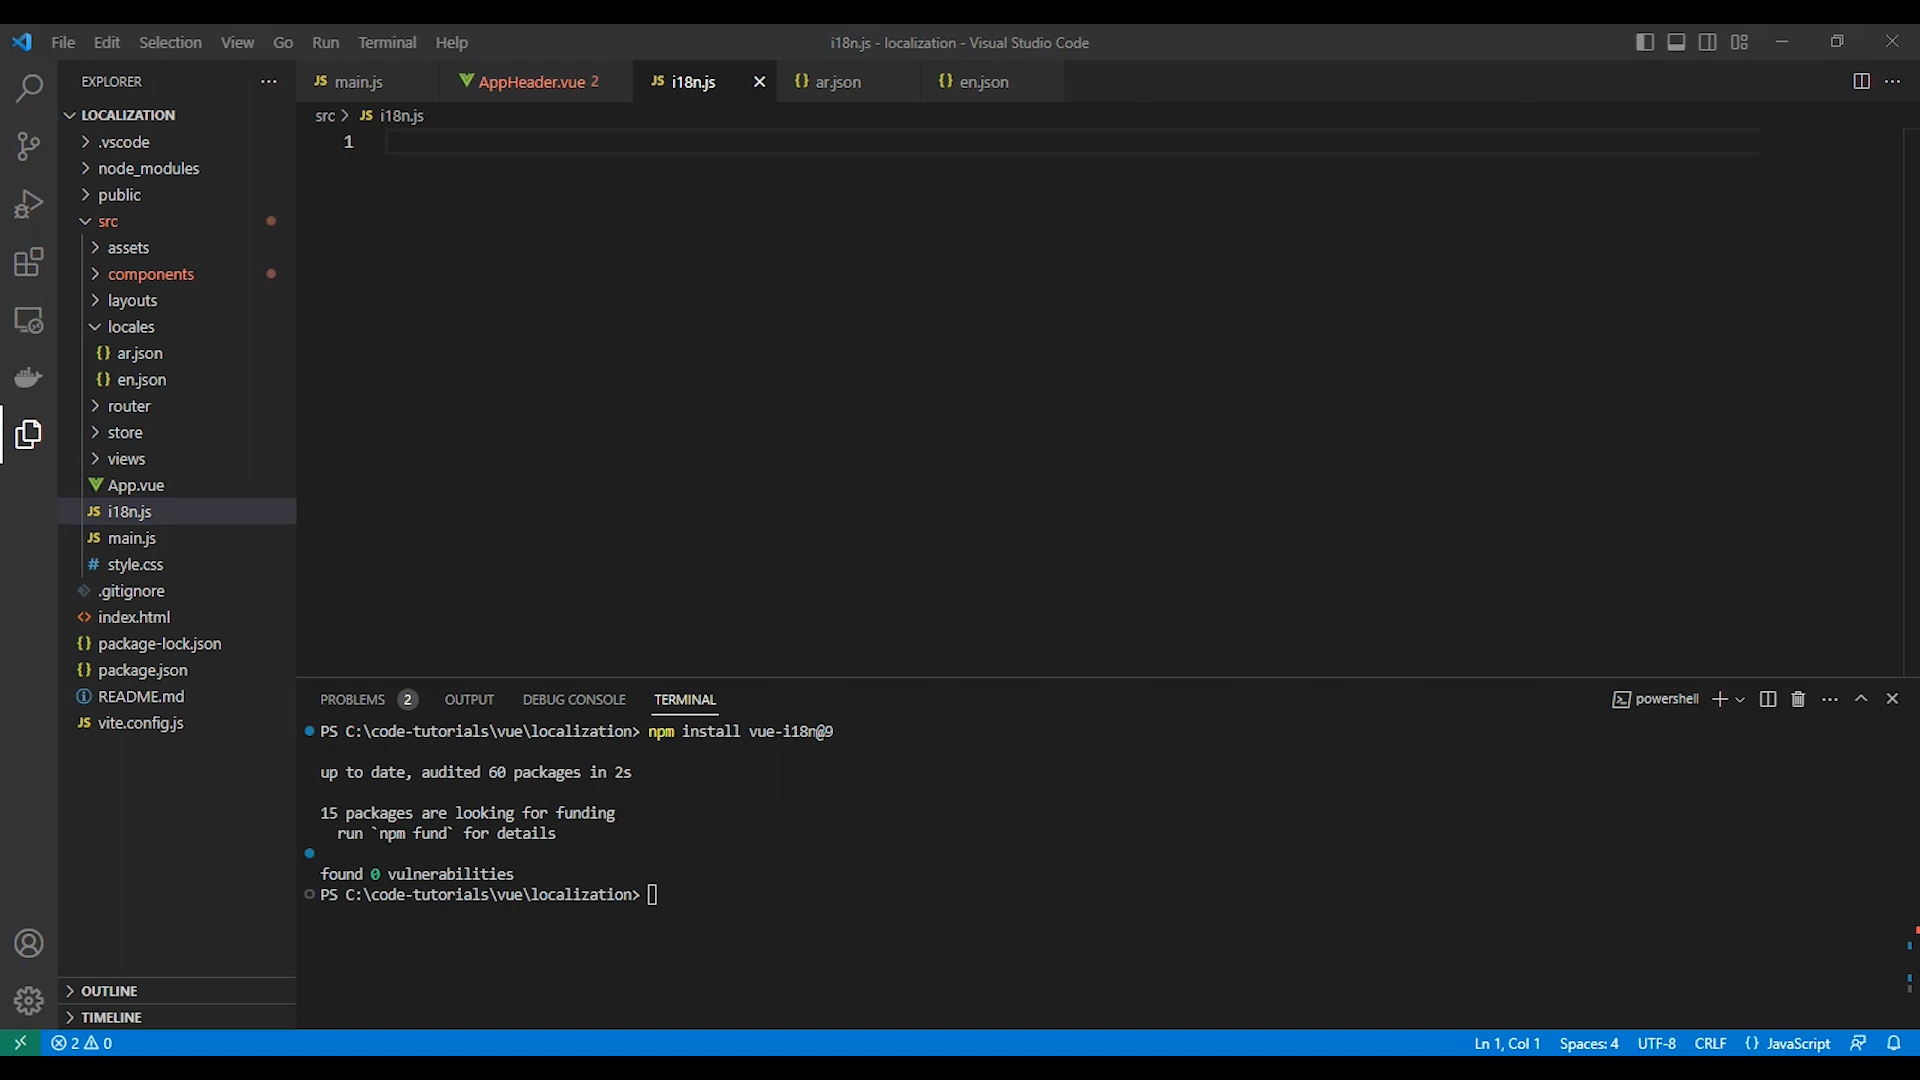 File Edit Selection View Go Run Terminal Help
i18n.js - localization - Visual Studio Code
EXPLORER
LOCALIZATION
.vscode
node_modules
public
src
assets
components
layouts
locales
{} ar.json
{} en.json
router
store
views
App.vue
JS i18n.js
JS main.js
# style.css
.gitignore
<> index.html
{} package-lock.json
{} package.json
README.md
JS vite.config.js
OUTLINE
TIMELINE
JS main.js
AppHeader.vue 2
JS i18n.js
{} ar.json
{} en.json
src > JS i18n.js
1
PROBLEMS 2 OUTPUT DEBUG CONSOLE TERMINAL
powershell
PS C:\code-tutorials\vue\localization> npm install vue-i18n@9
up to date, audited 60 packages in 2s
15 packages are looking for funding
run `npm fund` for details
found 0 vulnerabilities
PS C:\code-tutorials\vue\localization>
2 0
Ln 1, Col 1 Spaces: 4 UTF-8 CRLF {} JavaScript